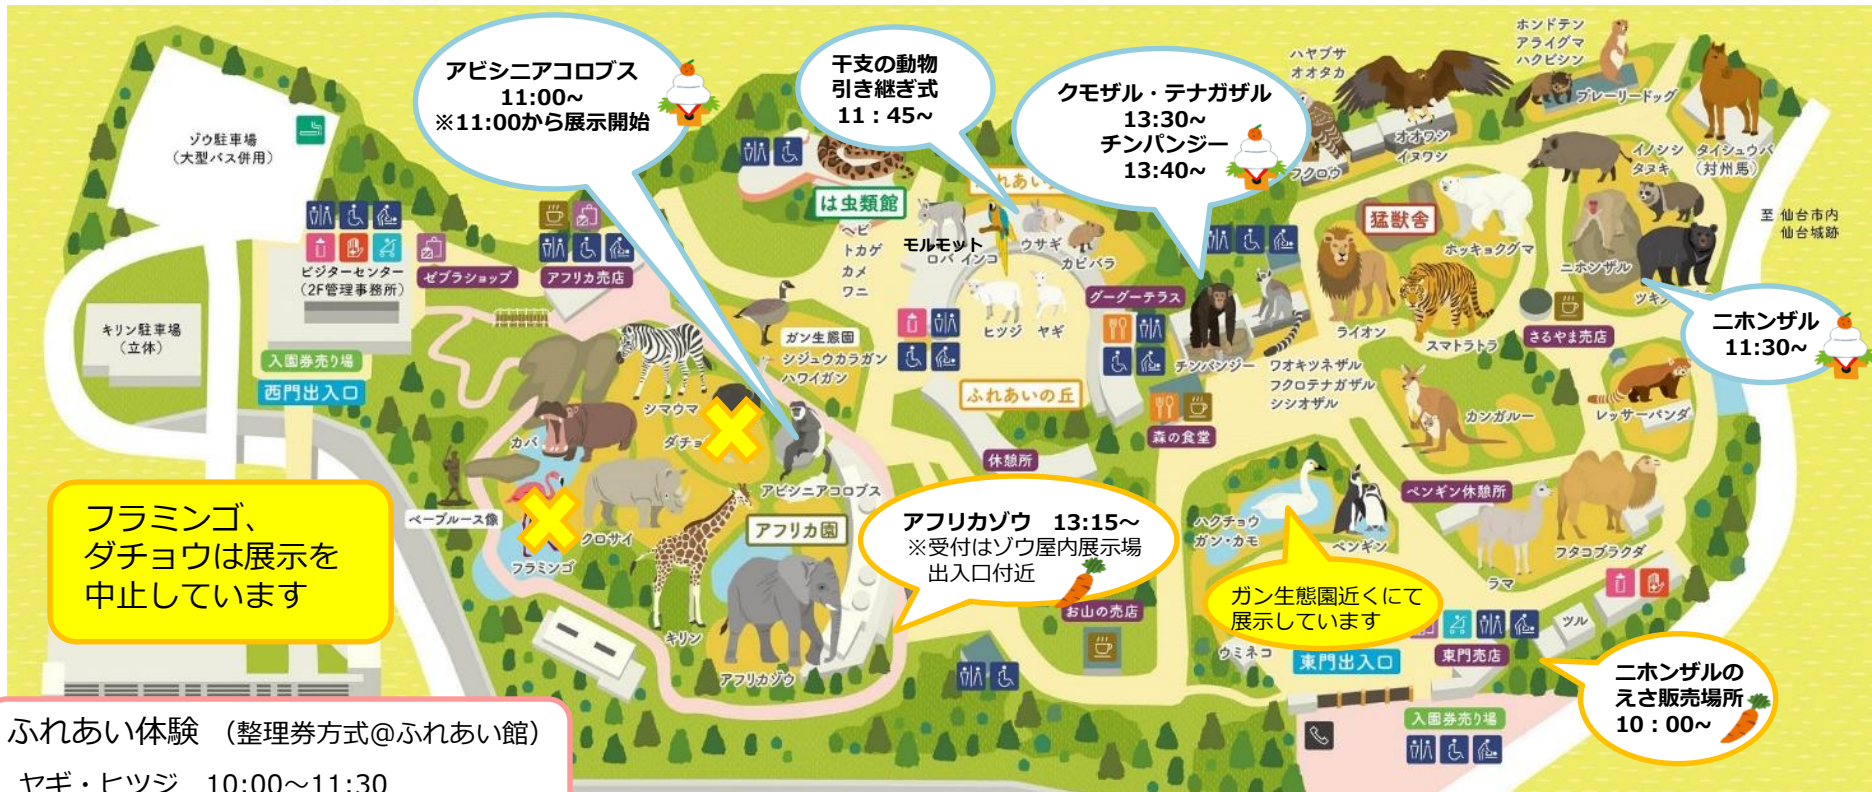 アビシニアコロブス
11:00~
※11:00から展示開始
干支の動物
引き継ぎ式
11：45~
クモザル・テナガザル
13:30~
チンパンジー
13:40~
ホンドテン
アライグマ
ハクビシン
ハヤブサ
オオタカ
プレーリードッグ
オオワシ
イヌワシ
フクロウ
イノシシ
タヌキ
タイシュウバ
(対州馬)
ゾウ駐車場
(大型バス併用)
は虫類館
ヘビ
トカゲ
カメ
ワニ
モルモット
ロバ インコ
ウサギ
カピバラ
ヒツジ
ヤギ
猛獣舎
ホッキョクグマ
ニホンザル
至 仙台市内
仙台城跡
ビジターセンター
(2F管理事務所)
ゼブラショップ
アフリカ売店
グーグーテラス
キリン駐車場
(立体)
入園券売り場
西門出入口
ガン生態園
シジュウカラガン
ハワイガン
チンパンジー
ワオキツネザル
フクロテナガザル
シシオザル
ライオン
スマトラトラ
さるやま売店
ニホンザル
11:30~
シマウマ
カバ
ふれあいの丘
森の食堂
カンガルー
レッサーパンダ
休憩所
アビシニアコロブス
ベーブルース像
クロサイ
フラミンゴ
アフリカ園
フラミンゴ、
ダチョウは展示を
中止しています
アフリカゾウ 13:15～
※受付はゾウ屋内展示場
出入口付近
お山の売店
ハクチョウ
ガン・カモ
ペンギン
ペンギン休憩所
フタコブラクダ
ラマ
ガン生態園近くにて
展示しています
キリン
アフリカゾウ
ウミネコ
東門出入口
東門売店
ツル
ニホンザルの
えさ販売場所
10：00~
入園券売り場
ふれあい体験 （整理券方式@ふれあい館）
ヤギ・ヒツジ 10:00～11:30